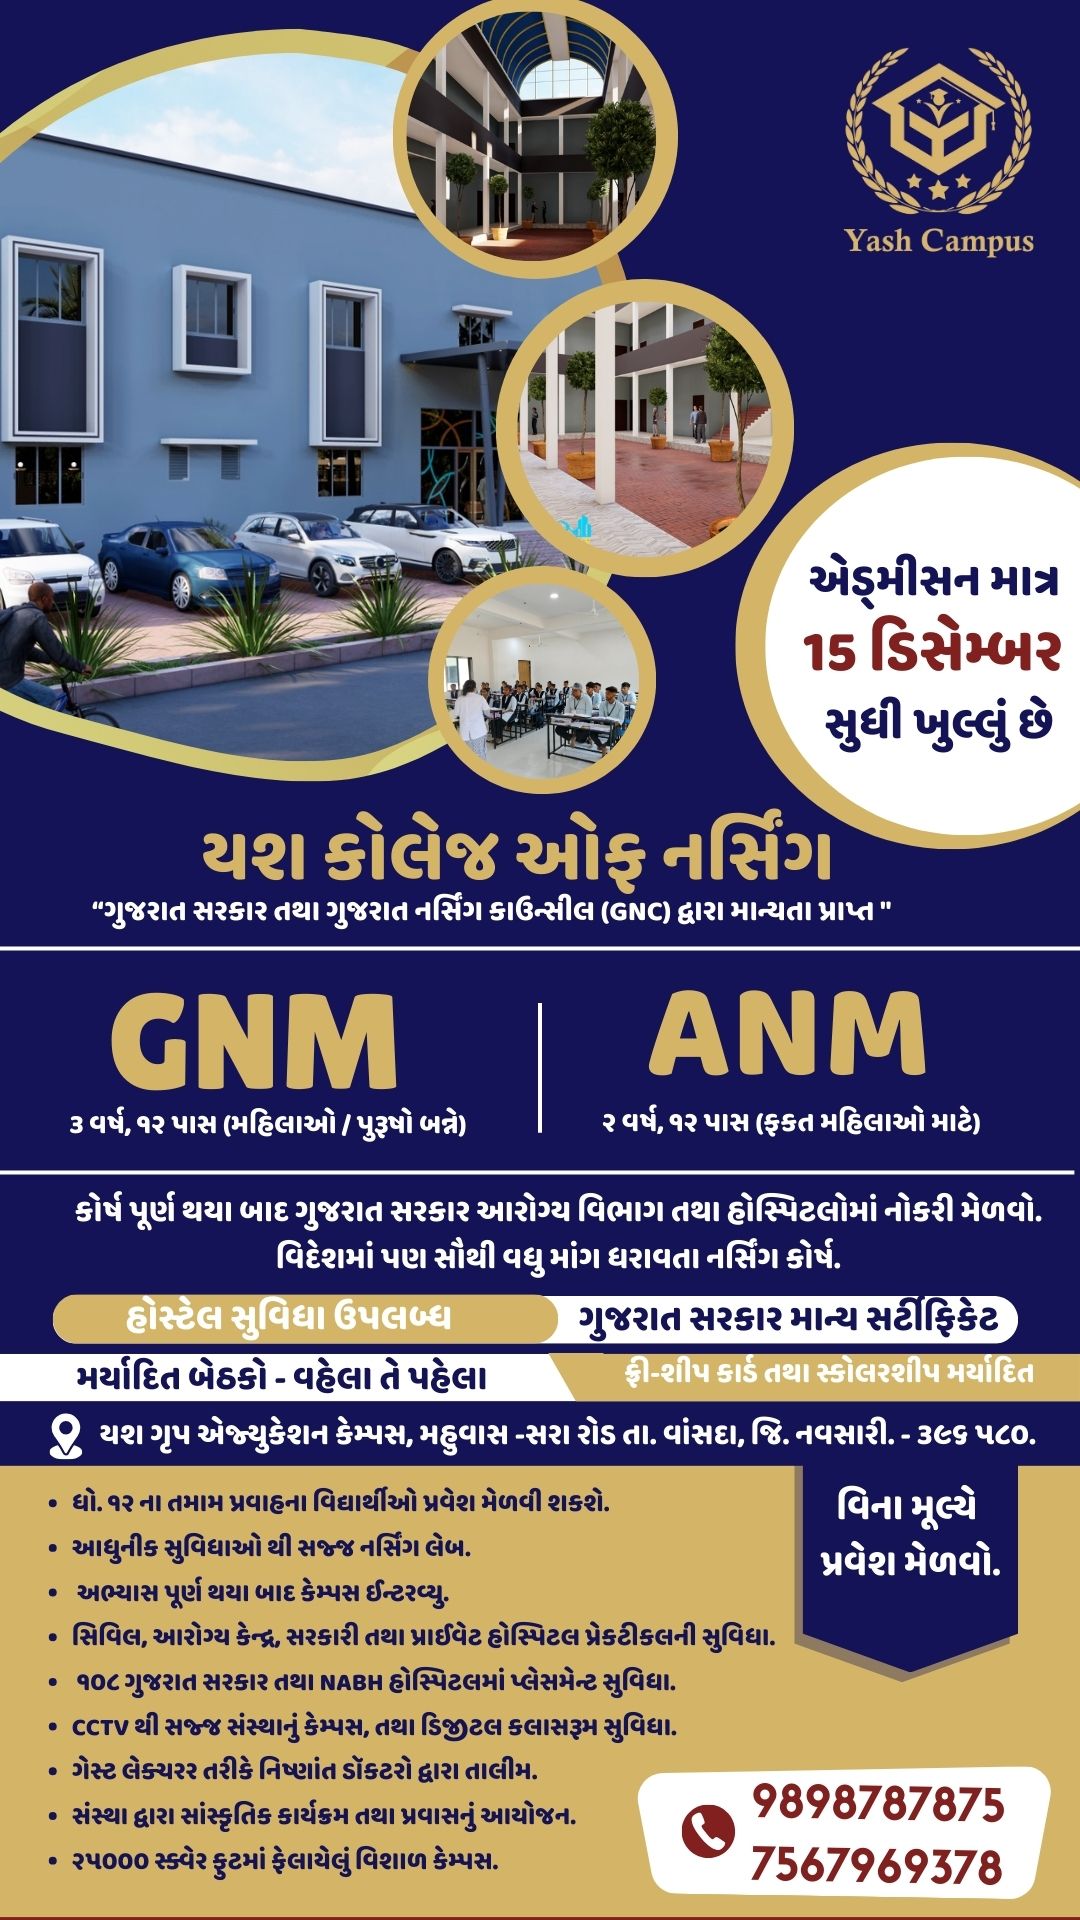 Yash Campus
એડ્મીસન માત્ર
15 ડિસેમ્બર
સુધી ખુલ્લું છે
યશ કોલેજ ઓફ નર્સિંગ
“ગુજરાત સરકાર તથા ગુજરાત નર્સિંગ કાઉન્સીલ (GNC) દ્વારા માન્યતા પ્રાપ્ત "
GNM
૩ વર્ષ, ૧૨ પાસ (મહિલાઓ / પુરૂષો બન્ને)
ANM
૨ વર્ષ, ૧૨ પાસ (ફકત મહિલાઓ માટે)
કોર્ષ પૂર્ણ થયા બાદ ગુજરાત સરકાર આરોગ્ય વિભાગ તથા હોસ્પિટલોમાં નોકરી મેળવો.
વિદેશમાં પણ સૌથી વધુ માંગ ધરાવતા નર્સિંગ કોર્ષ.
હોસ્ટેલ સુવિધા ઉપલબ્ધ
ગુજરાત સરકાર માન્ય સર્ટીફિકેટ
મર્યાદિત બેઠકો - વહેલા તે પહેલા
ફ્રી-શીપ કાર્ડ તથા સ્કોલરશીપ મર્યાદિત
યશ ગૃપ એજ્યુકેશન કેમ્પસ, મહુવાસ -સરા રોડ તા. વાંસદા, જિ. નવસારી. - ૩૯૬ ૫૮૦.
• ધો. ૧૨ ના તમામ પ્રવાહના વિદ્યાર્થીઓ પ્રવેશ મેળવી શકશે.
• આધુનીક સુવિધાઓ થી સજ્જ નર્સિંગ લેબ.
• અભ્યાસ પૂર્ણ થયા બાદ કેમ્પસ ઈન્ટરવ્યુ.
• સિવિલ, આરોગ્ય કેન્દ્ર, સરકારી તથા પ્રાઈવેટ હોસ્પિટલ પ્રેકટીકલની સુવિધા.
• ૧૦૮ ગુજરાત સરકાર તથા NABH હોસ્પિટલમાં પ્લેસમેન્ટ સુવિધા.
• CCTV થી સજ્જ સંસ્થાનું કેમ્પસ, તથા ડિજીટલ કલાસરૂમ સુવિધા.
• ગેસ્ટ લેક્ચરર તરીકે નિષ્ણાંત ડૉકટરો દ્વારા તાલીમ.
• સંસ્થા દ્વારા સાંસ્કૃતિક કાર્યક્રમ તથા પ્રવાસનું આયોજન.
• ૨૫૦૦૦ સ્ક્વેર ફુટમાં ફેલાયેલું વિશાળ કેમ્પસ.
વિના મૂલ્યે
પ્રવેશ મેળવો.
9898787875
7567969378